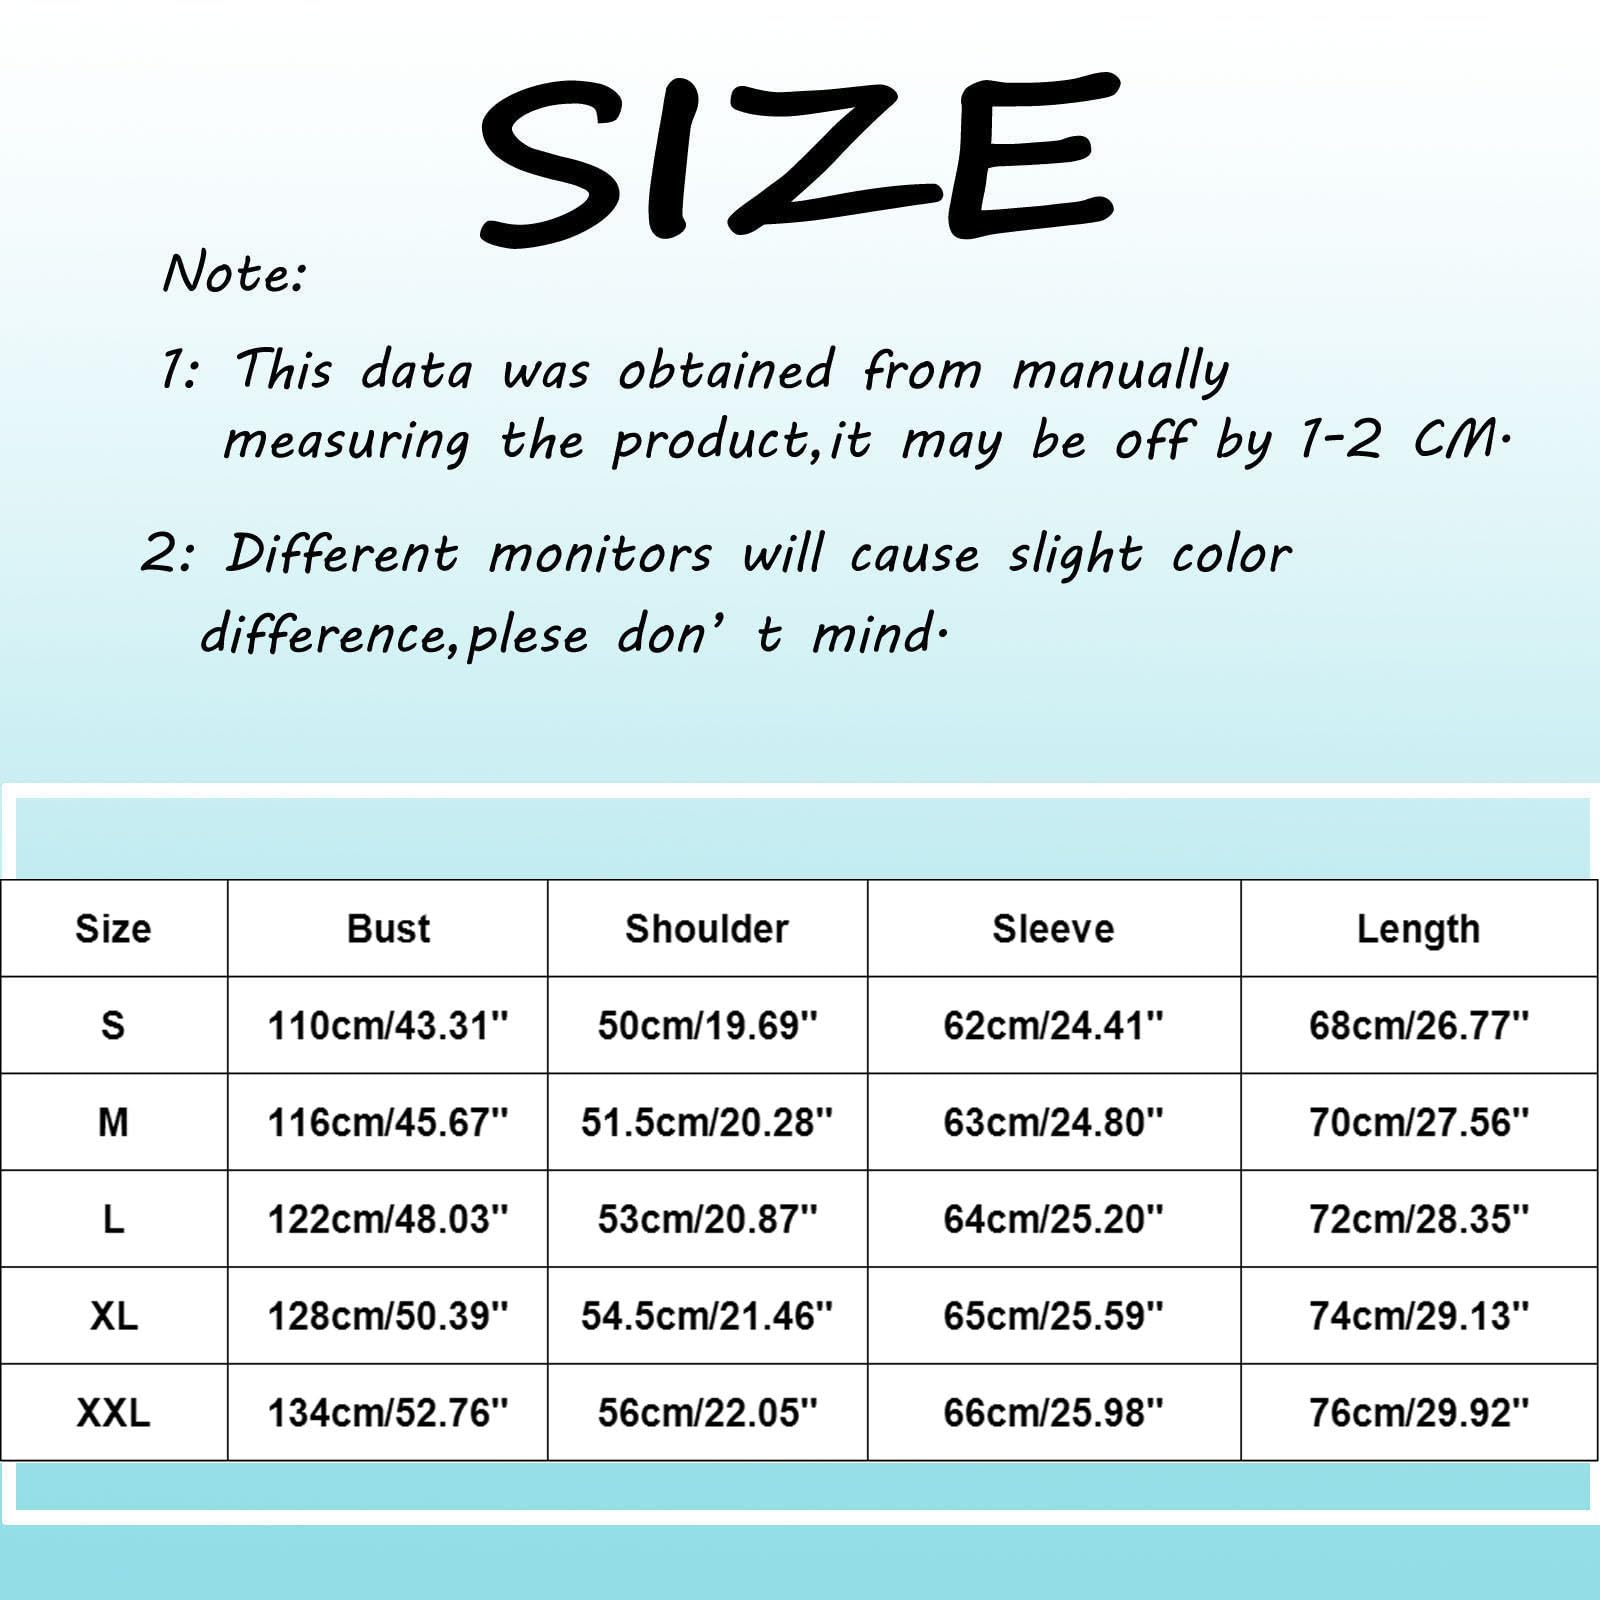 SIZE
Note:
1: This data was obtained from manually
measuring the product,it may be off by 1-2 CM.
2: Different monitors will cause slight color
difference,plese don’ t mind.
Size Bust Shoulder Sleeve Length
S 110cm/43.31" 50cm/19.69" 62cm/24.41" 68cm/26.77"
M 116cm/45.67" 51.5cm/20.28" 63cm/24.80" 70cm/27.56"
L 122cm/48.03" 53cm/20.87" 64cm/25.20" 72cm/28.35"
XL 128cm/50.39" 54.5cm/21.46" 65cm/25.59" 74cm/29.13"
XXL 134cm/52.76" 56cm/22.05" 66cm/25.98" 76cm/29.92"